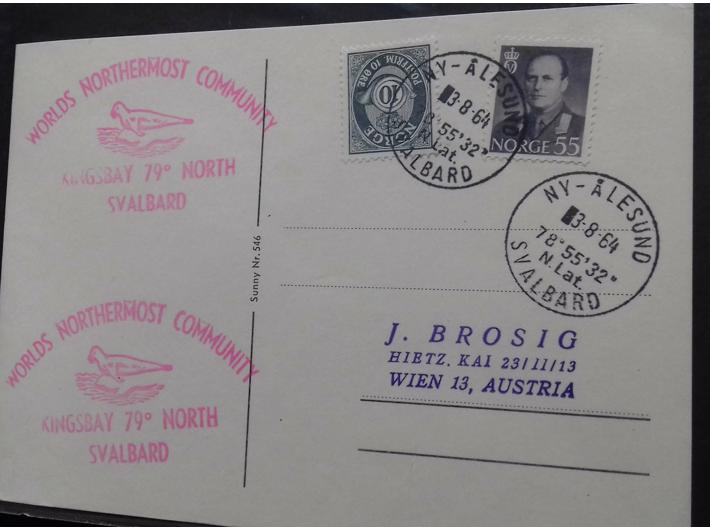 WORLDS NORTHERMOST COMMUNITY
KINGSBAY 79° NORTH
SVALBARD
WORLDS NORTHERMOST COMMUNITY
KINGSBAY 79° NORTH
SVALBARD
Sunny Nr. 546
POSTFRIM. 10 ØRE
10
NORGE
NORGE 55
NY-ÅLESUND
3-8-64
78°55'32"
N. Lat.
SVALBARD
NY-ÅLESUND
3-8-64
78°55'32"
N. Lat.
SVALBARD
J. BROSIG
HIETZ. KAI 23/11/13
WIEN 13, AUSTRIA